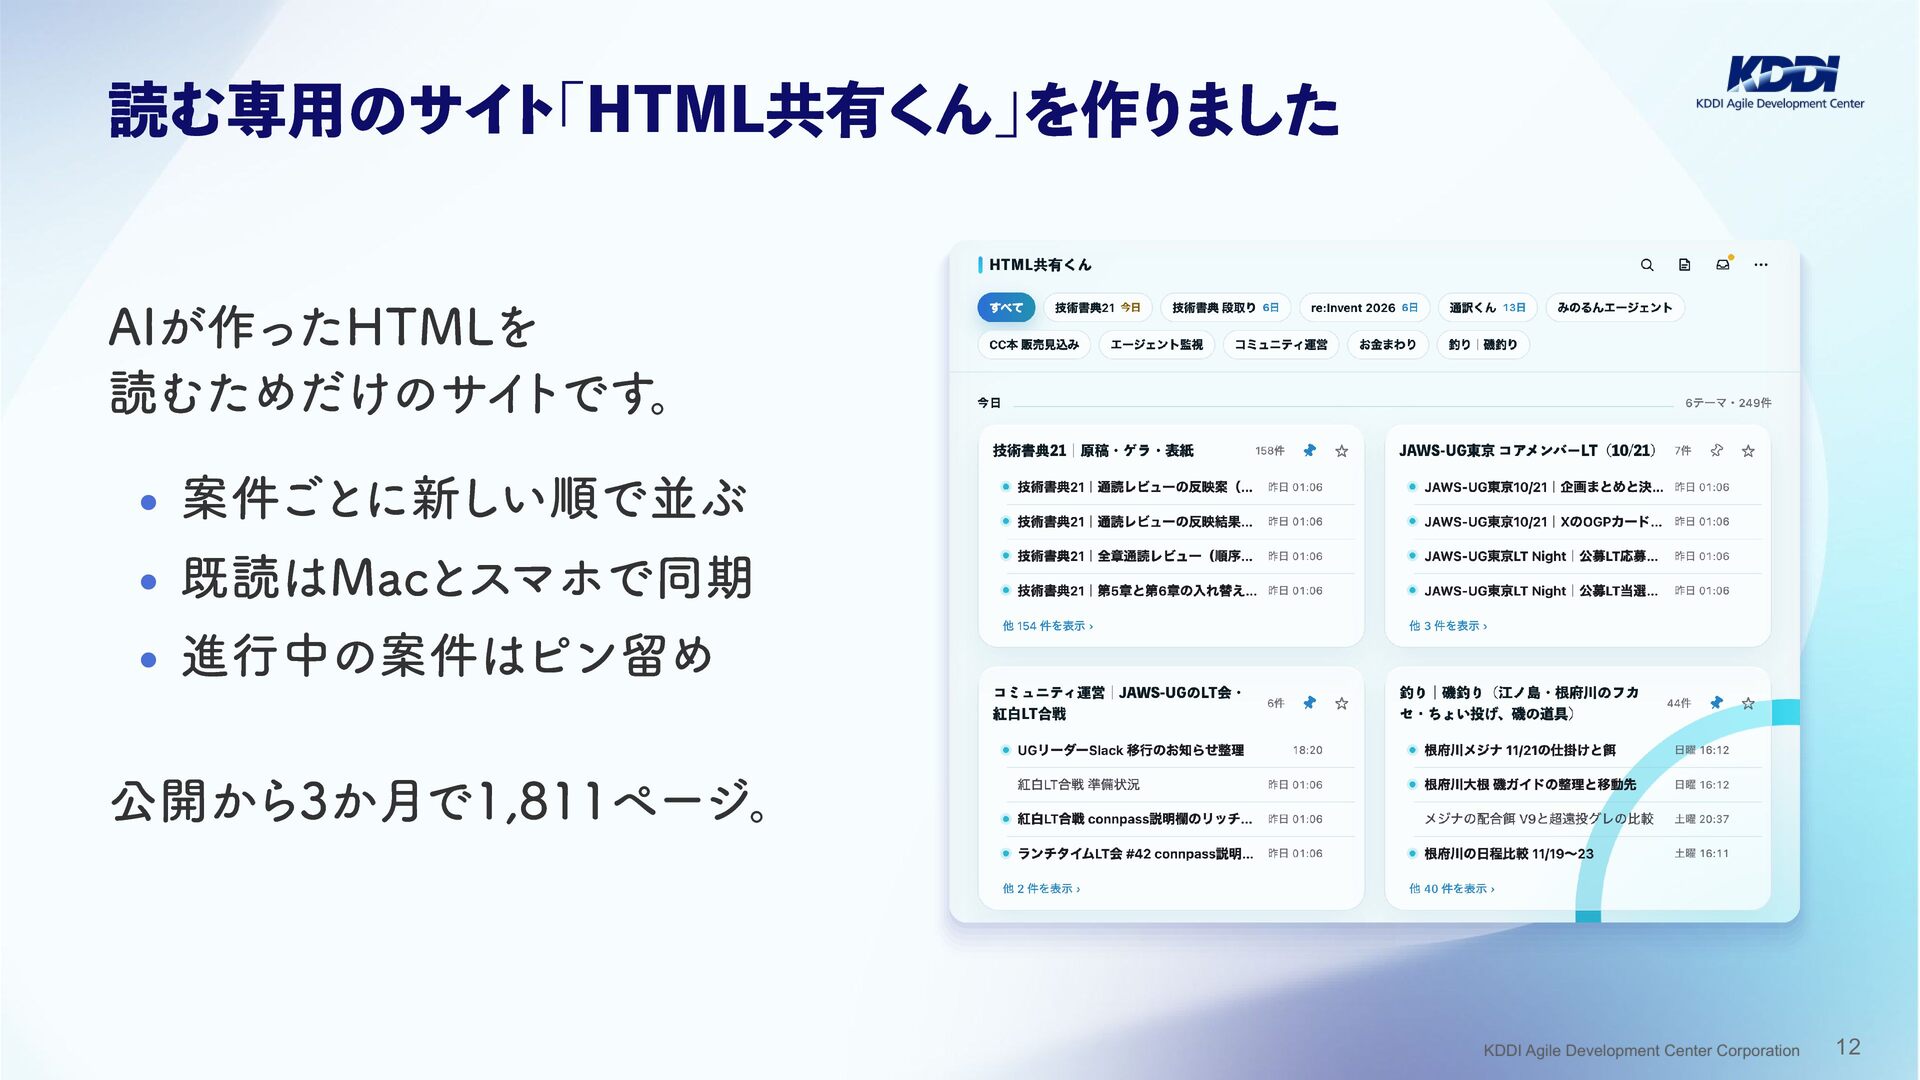 読む専用のサイト「HTML共有くん」を作りました
KDDI
KDDI Agile Development Center
AIが作ったHTMLを
読むためだけのサイトです。
• 案件ごとに新しい順で並ぶ
• 既読はMacとスマホで同期
• 進行中の案件はピン留め
公開から3か月で1,811ページ。
HTML共有くん
すべて 技術書典21 今日 技術書典 段取り 6日 re:Invent 2026 6日 通訳くん 13日 みのるんエージェント
CC本 販売見込み エージェント監視 コミュニティ運営 お金まわり 釣り｜磯釣り
今日 6テーマ・249件
技術書典21｜原稿・ゲラ・表紙 158件
技術書典21｜通読レビューの反映案（... 昨日 01:06
技術書典21｜通読レビューの反映結果... 昨日 01:06
技術書典21｜全章通読レビュー（順序... 昨日 01:06
技術書典21｜第5章と第6章の入れ替え... 昨日 01:06
他 154 件を表示 ›
JAWS-UG東京 コアメンバーLT（10/21） 7件
JAWS-UG東京10/21｜企画まとめと決... 昨日 01:06
JAWS-UG東京10/21｜XのOGPカード... 昨日 01:06
JAWS-UG東京LT Night｜公募LT応募... 昨日 01:06
JAWS-UG東京LT Night｜公募LT当選... 昨日 01:06
他 3 件を表示 ›
コミュニティ運営｜JAWS-UGのLT会・
紅白LT合戦 6件
UGリーダーSlack 移行のお知らせ整理 18:20
紅白LT合戦 準備状況 昨日 01:06
紅白LT合戦 connpass説明欄のリッチ... 昨日 01:06
ランチタイムLT会 #42 connpass説明... 昨日 01:06
他 2 件を表示 ›
釣り｜磯釣り（江ノ島・根府川のフカ
セ・ちょい投げ、磯の道具） 44件
根府川メジナ 11/21の仕掛けと餌 日曜 16:12
根府川大根 磯ガイドの整理と移動先 日曜 16:12
メジナの配合餌 V9と超遠投グレの比較 土曜 20:37
根府川の日程比較 11/19〜23 土曜 16:11
他 40 件を表示 ›
KDDI Agile Development Center Corporation 12